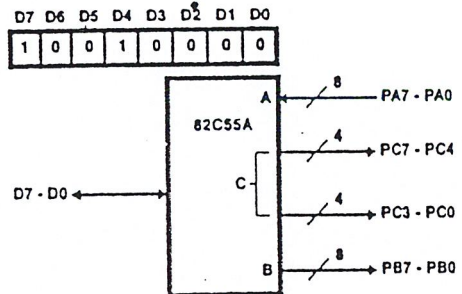 D7 D6 D5 D4 D3 D2 D1 D0
1 0 0 1 0 0 0 0
A
8
PA7 - PA0
82C55A
4
PC7 - PC4
C
D7 - D0
4
PC3 - PC0
B
8
PB7 - PB0